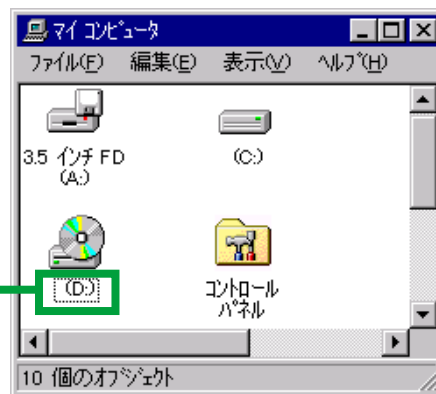 マイ コンピュータ
ファイル(F) 編集(E) 表示(V) ヘルプ(H)
3.5 インチ FD
(A:)
(C:)
(D:)
コントロール
パネル
10 個のオブジェクト